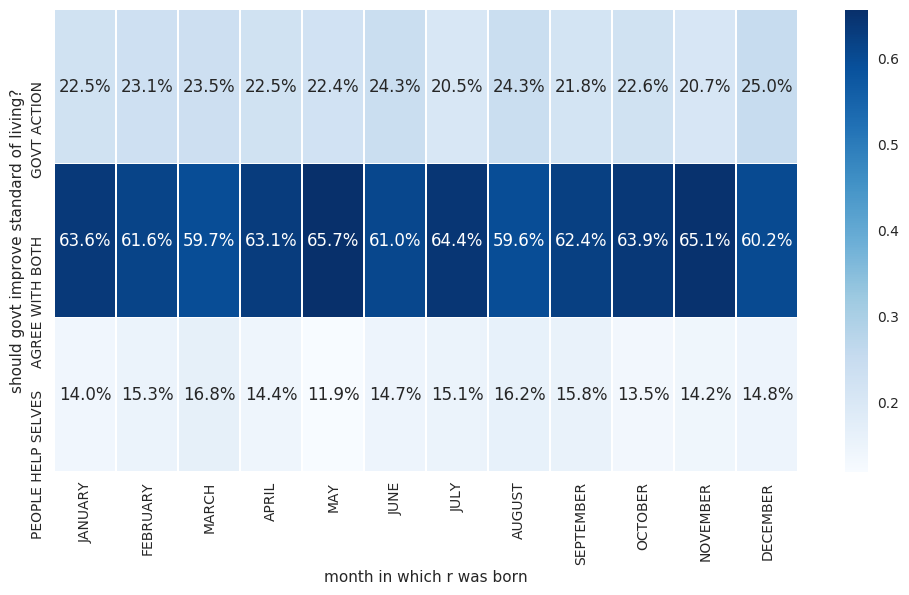 should govt improve standard of living?
GOVT ACTION
22.5% 23.1% 23.5% 22.5% 22.4% 24.3% 20.5% 24.3% 21.8% 22.6% 20.7% 25.0%
AGREE WITH BOTH
63.6% 61.6% 59.7% 63.1% 65.7% 61.0% 64.4% 59.6% 62.4% 63.9% 65.1% 60.2%
PEOPLE HELP SELVES
14.0% 15.3% 16.8% 14.4% 11.9% 14.7% 15.1% 16.2% 15.8% 13.5% 14.2% 14.8%
JANUARY
FEBRUARY
MARCH
APRIL
MAY
JUNE
JULY
AUGUST
SEPTEMBER
OCTOBER
NOVEMBER
DECEMBER
month in which r was born
0.6
0.5
0.4
0.3
0.2